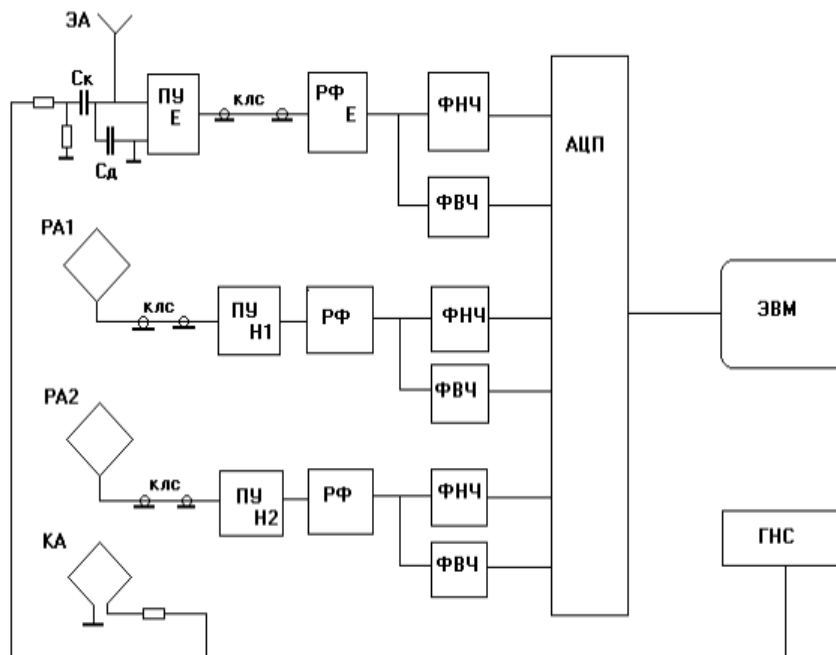 ЗА
Ск
ПУ
Е
клс
РФ
Е
ФНЧ
АЦП
Сд
ФВЧ
РА1
клс
ПУ
Н1
РФ
ФНЧ
ЭВМ
ФВЧ
РА2
клс
ПУ
Н2
РФ
ФНЧ
ГНС
КА
ФВЧ